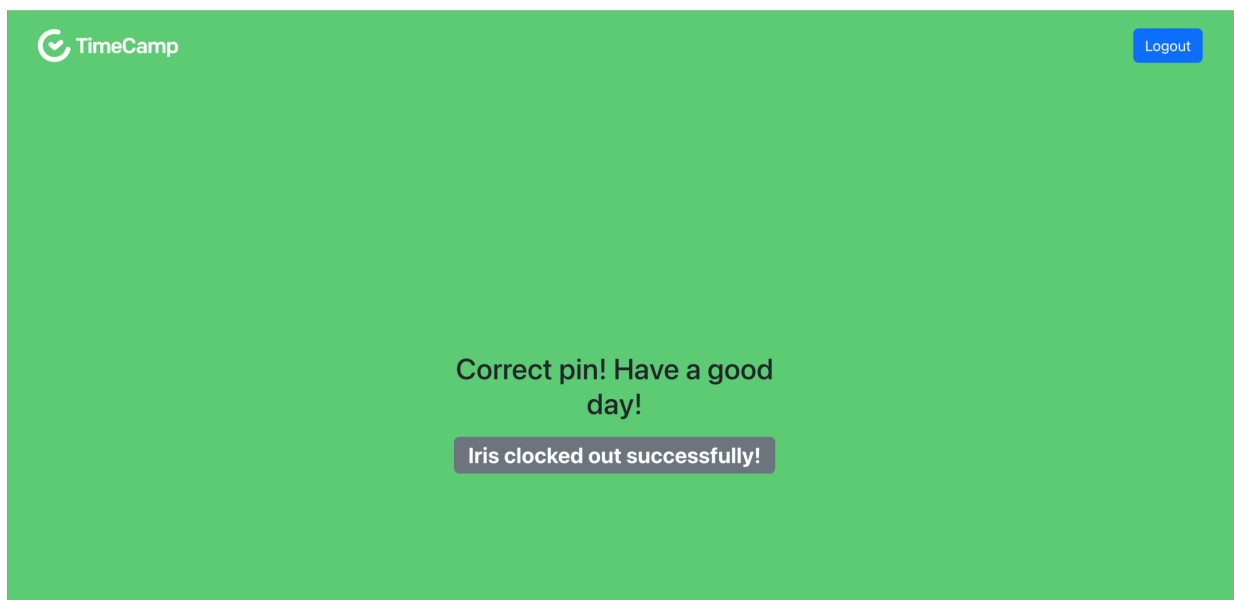 TimeCamp
Logout
Correct pin! Have a good
day!
Iris clocked out successfully!